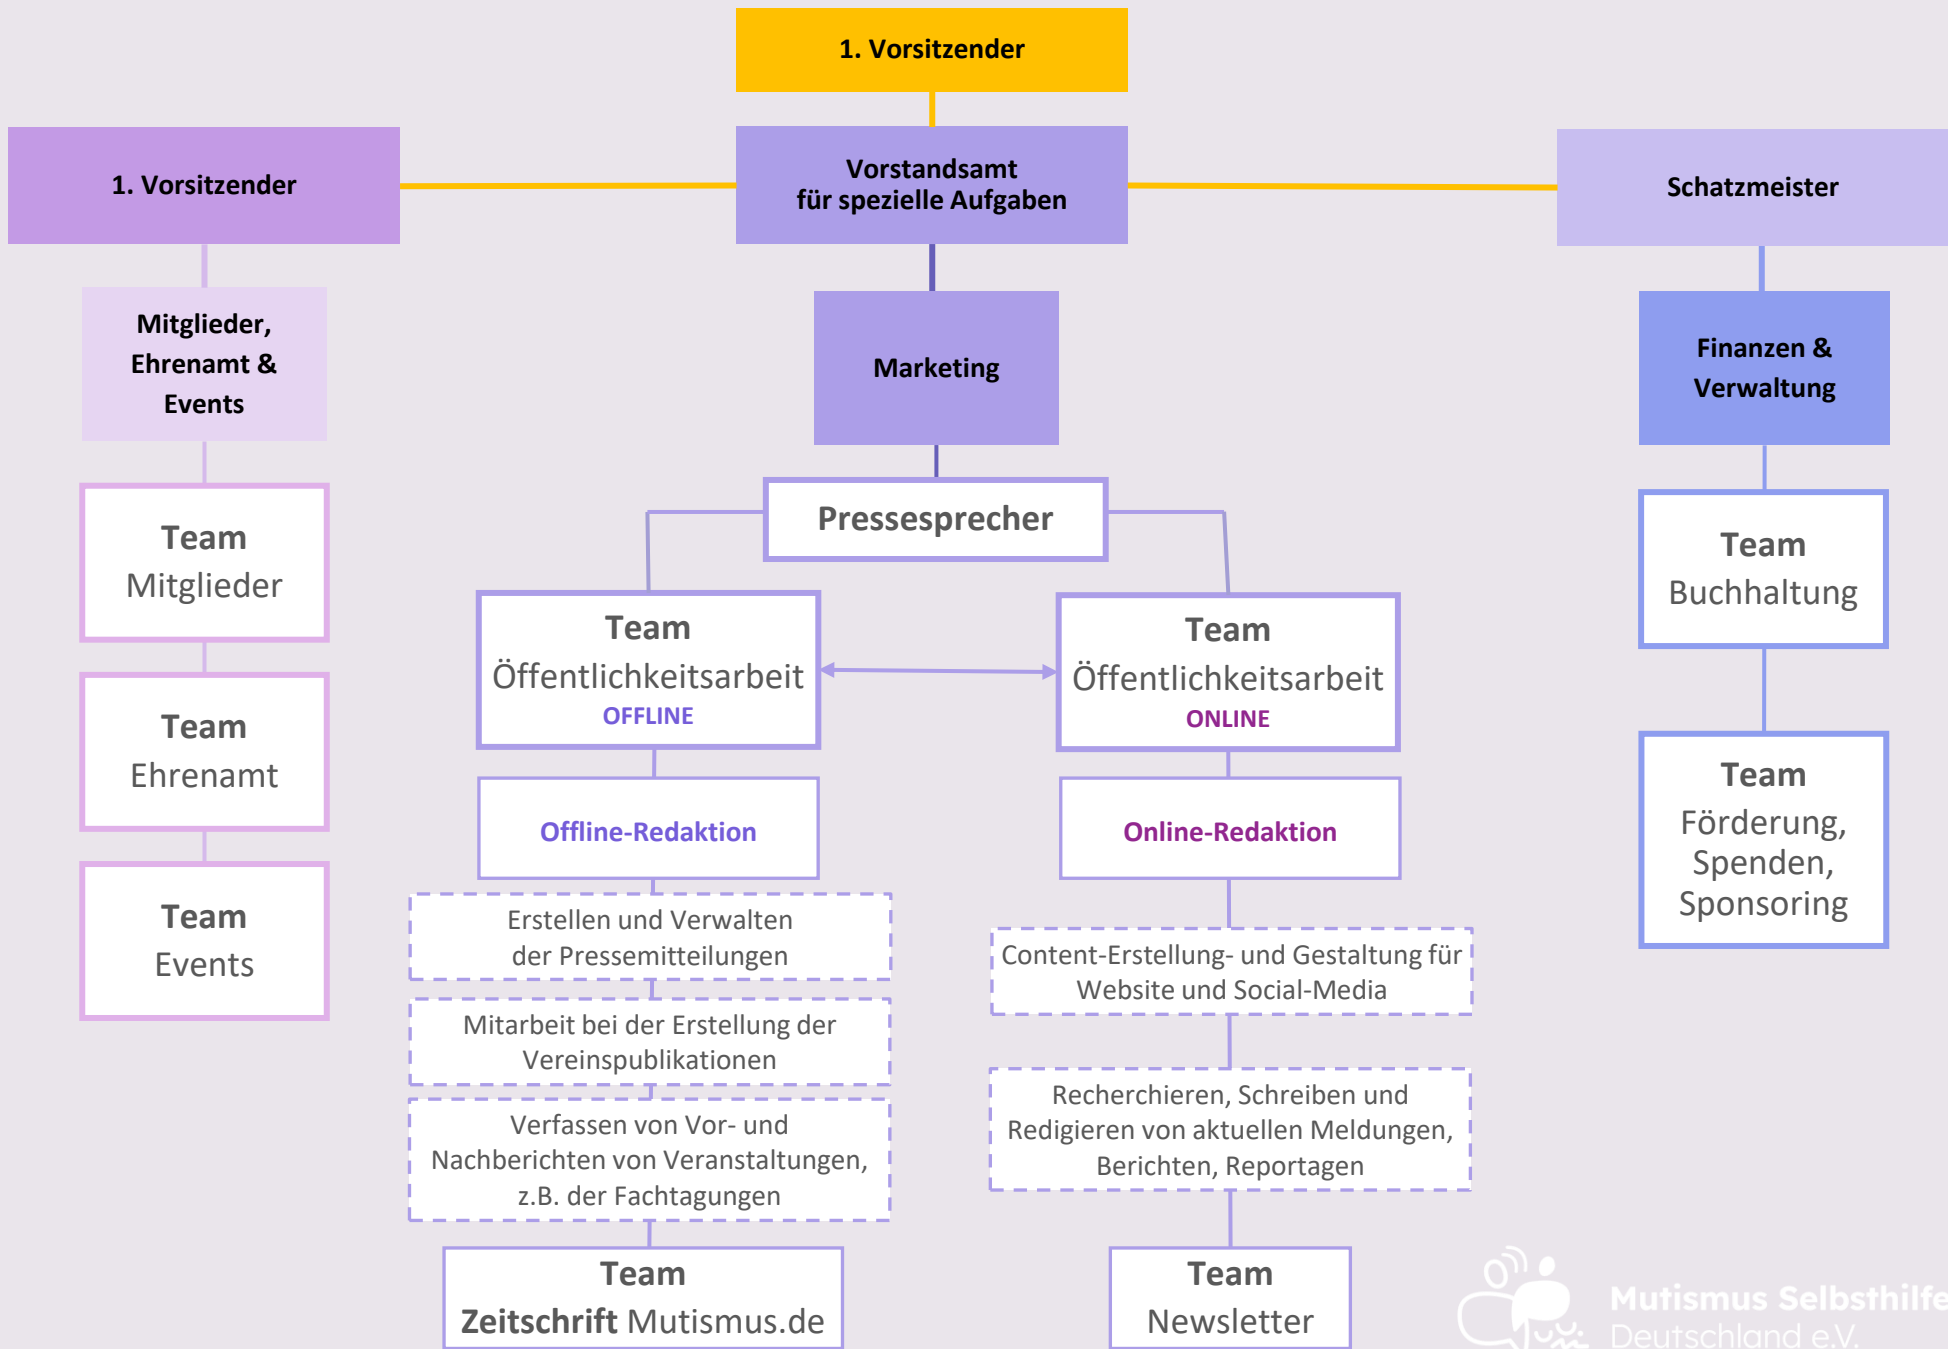 1. Vorsitzender
1. Vorsitzender
Vorstandsamt
für spezielle Aufgaben
Schatzmeister
Mitglieder,
Ehrenamt &
Events
Team
Mitglieder
Team
Ehrenamt
Team
Events
Marketing
Pressesprecher
Team
Öffentlichkeitsarbeit
OFFLINE
Offline-Redaktion
Erstellen und Verwalten
der Pressemitteilungen
Mitarbeit bei der Erstellung der
Vereinspublikationen
Verfassen von Vor- und
Nachberichten von Veranstaltungen,
z.B. der Fachtagungen
Team
Zeitschrift Mutismus.de
Team
Öffentlichkeitsarbeit
ONLINE
Online-Redaktion
Content-Erstellung- und Gestaltung für
Website und Social-Media
Recherchieren, Schreiben und
Redigieren von aktuellen Meldungen,
Berichten, Reportagen
Team
Newsletter
Finanzen &
Verwaltung
Team
Buchhaltung
Team
Förderung,
Spenden,
Sponsoring
Mutismus Selbsthilfe
Deutschland e.V.